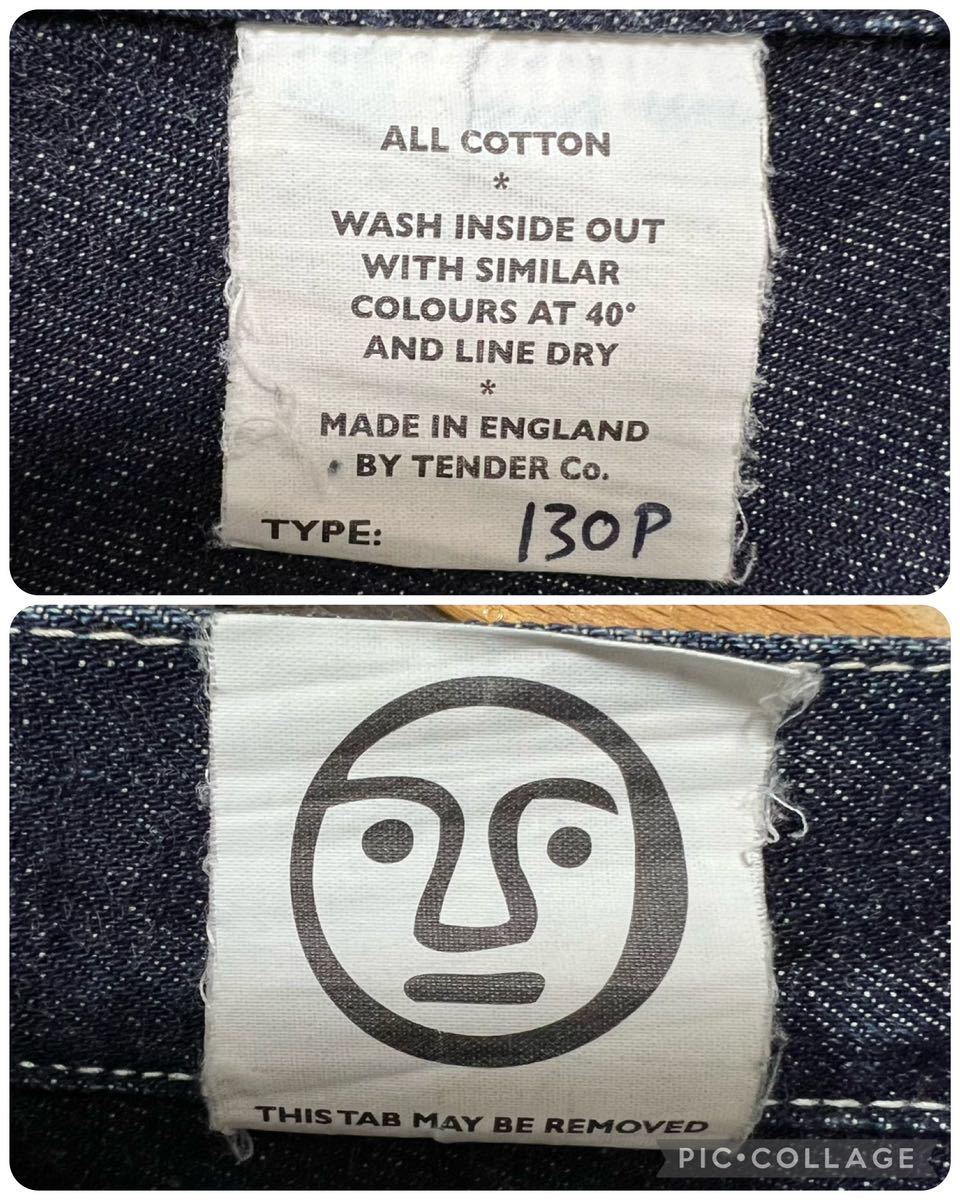 ALL COTTON
*
WASH INSIDE OUT
WITH SIMILAR
COLOURS AT 40°
AND LINE DRY
*
MADE IN ENGLAND
BY TENDER Co.
TYPE: 130P
THIS TAB MAY BE REMOVED
PIC•COLLAGE